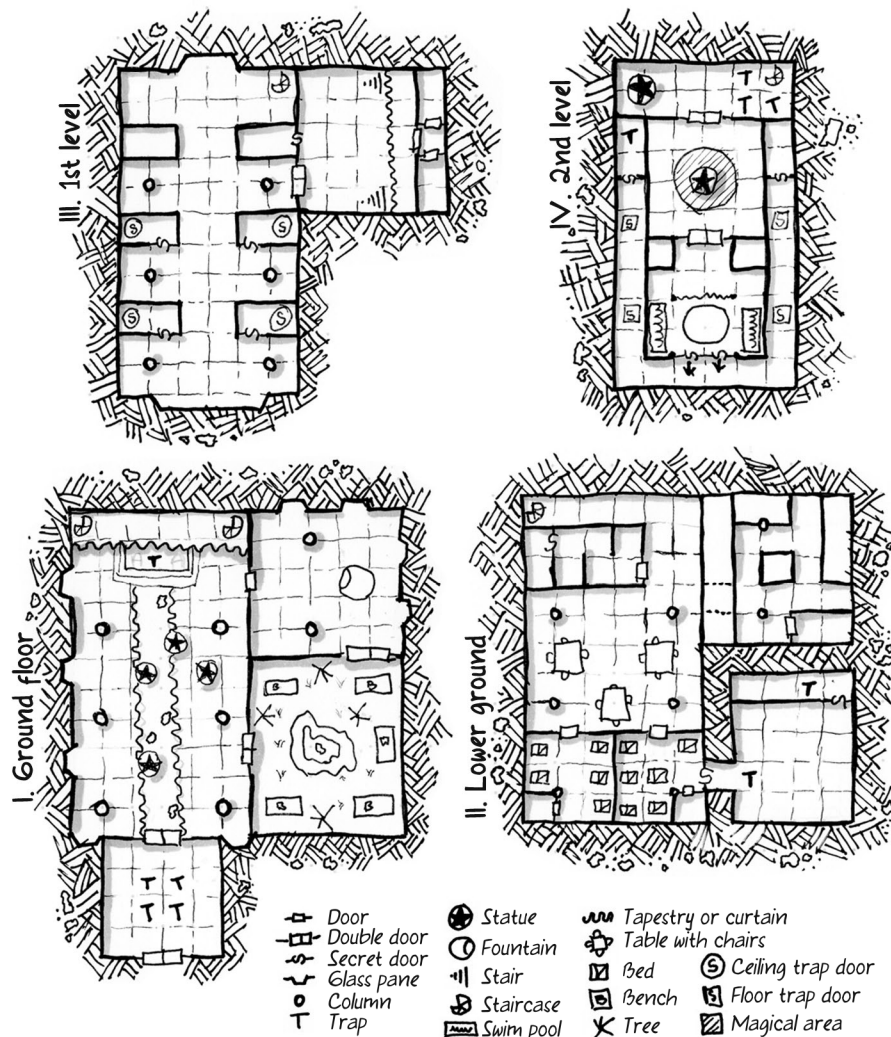 III. 1st level
IV. 2nd level
S
S
S
S
S
S
S
S
S
T
T
T
T
T
T
S
S
S
S
S
S
S
S
I. Ground floor
II. Lower ground
T
B
B
B
B
B
T
T
T
T
S
T
S
S
T
Door
Double door
Secret door
Glass pane
Column
T Trap
Statue
Fountain
Stair
Staircase
Swim pool
Tapestry or curtain
Table with chairs
Bed
B Bench
Tree
S Ceiling trap door
S Floor trap door
Magical area